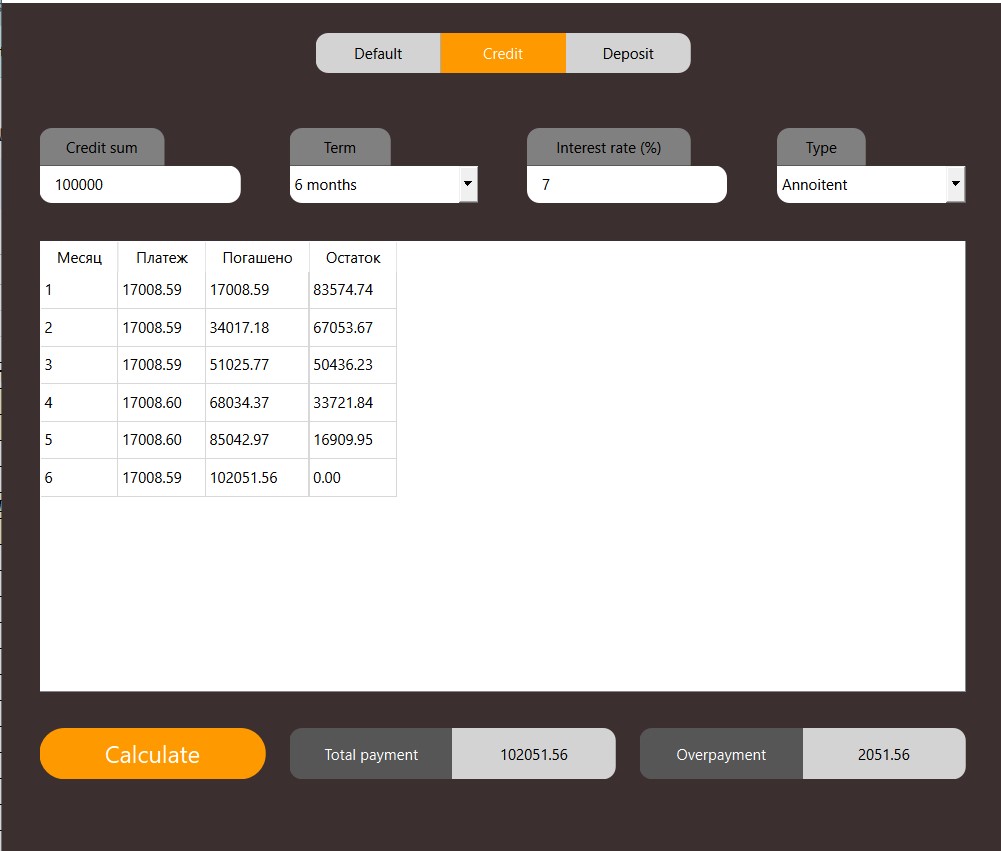 Default Credit Deposit
Credit sum Term Interest rate (%) Type
100000 6 months 7 Annoitent
Месяц Платеж Погашено Остаток
1 17008.59 17008.59 83574.74
2 17008.59 34017.18 67053.67
3 17008.59 51025.77 50436.23
4 17008.60 68034.37 33721.84
5 17008.60 85042.97 16909.95
6 17008.59 102051.56 0.00
Calculate Total payment 102051.56 Overpayment 2051.56